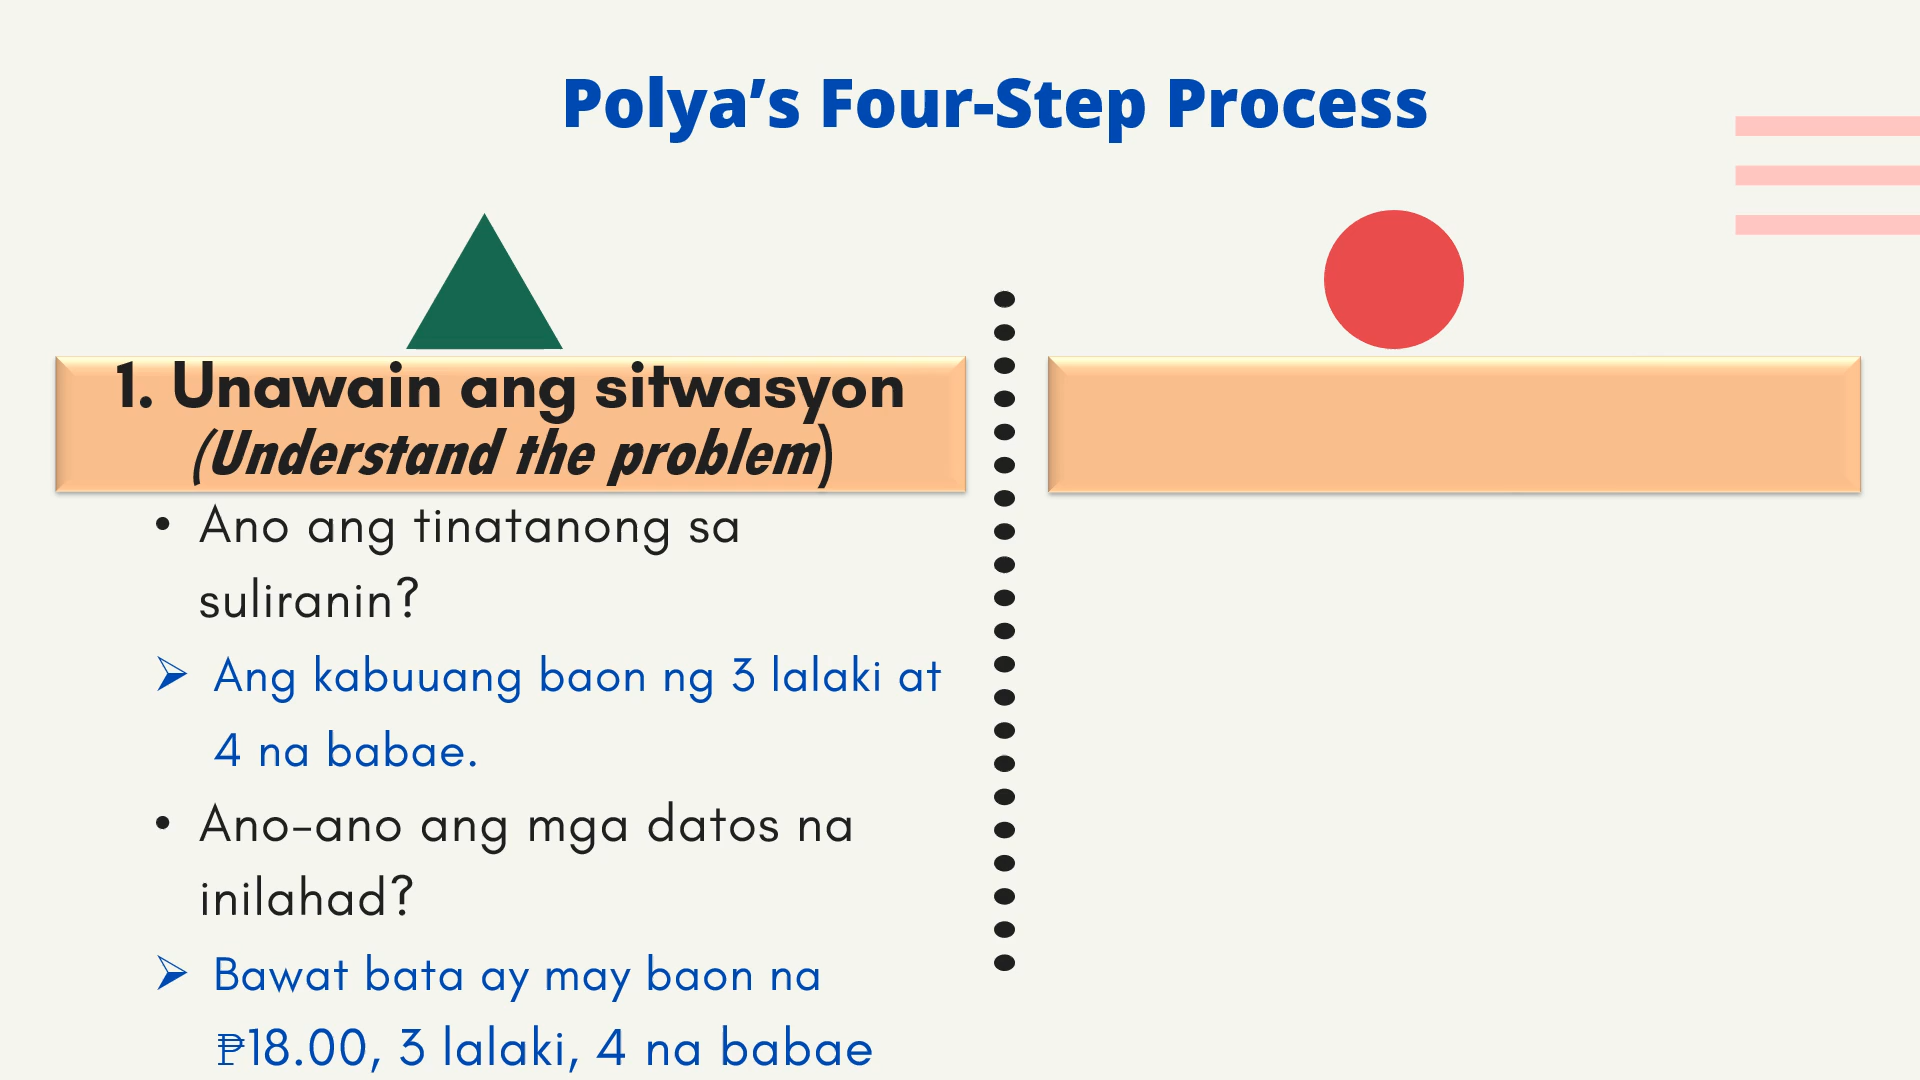 Polya’s Four-Step Process
1. Unawain ang sitwasyon
(Understand the problem)
• Ano ang tinatanong sa
suliranin?
➢ Ang kabuuang baon ng 3 lalaki at
4 na babae.
• Ano-ano ang mga datos na
inilahad?
➢ Bawat bata ay may baon na
₱18.00, 3 lalaki, 4 na babae